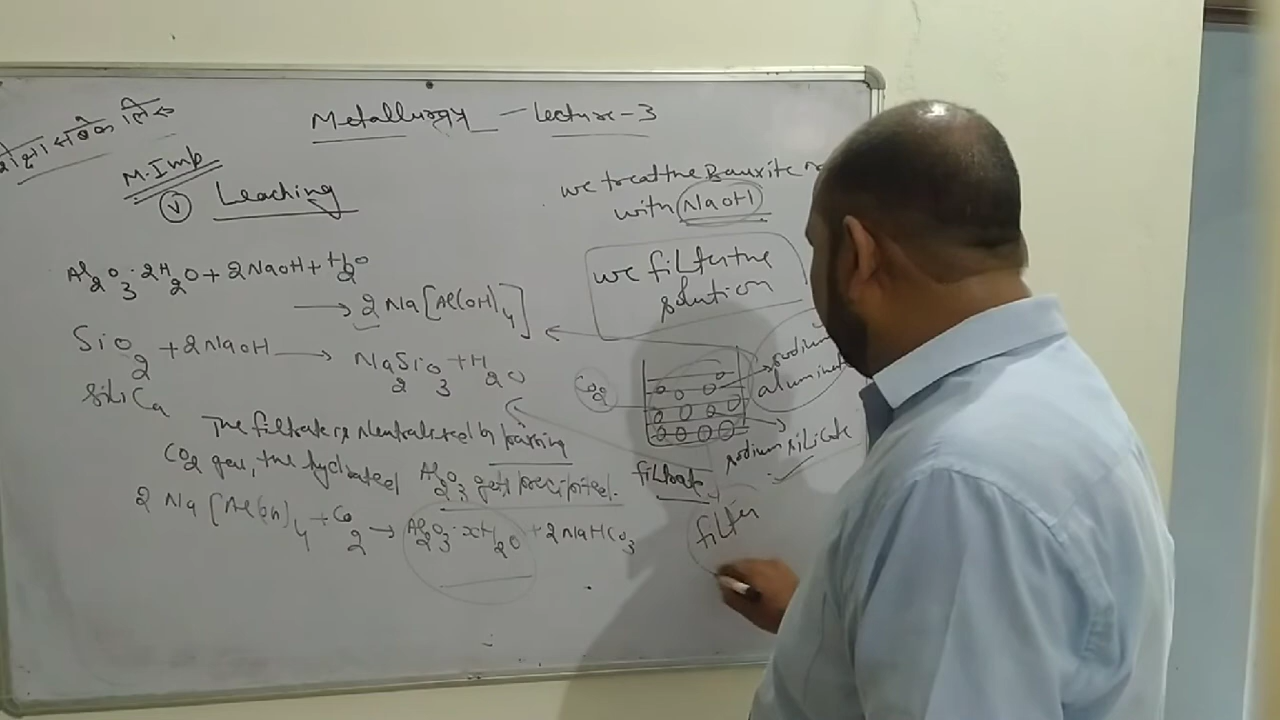 Metallurgy - Lecture - 3
M. Imp
(V) Leaching
we treat the Bauxite
with NaOH
we filter the
solution
Al2O3·2H2O + 2NaOH + H2O
→ 2Na[Al(OH)4]
SiO2 + 2NaOH → Na2SiO3 + H2O
Silica
CO2
sodium
aluminat
sodium silicate
filtrate
filter
The filtrate is neutralised by passing
CO2 gas, the hydrated Al2O3 gets precipited.
2Na[Al(OH)4 + CO2 → Al2O3·xH2O + 2NaHCO3